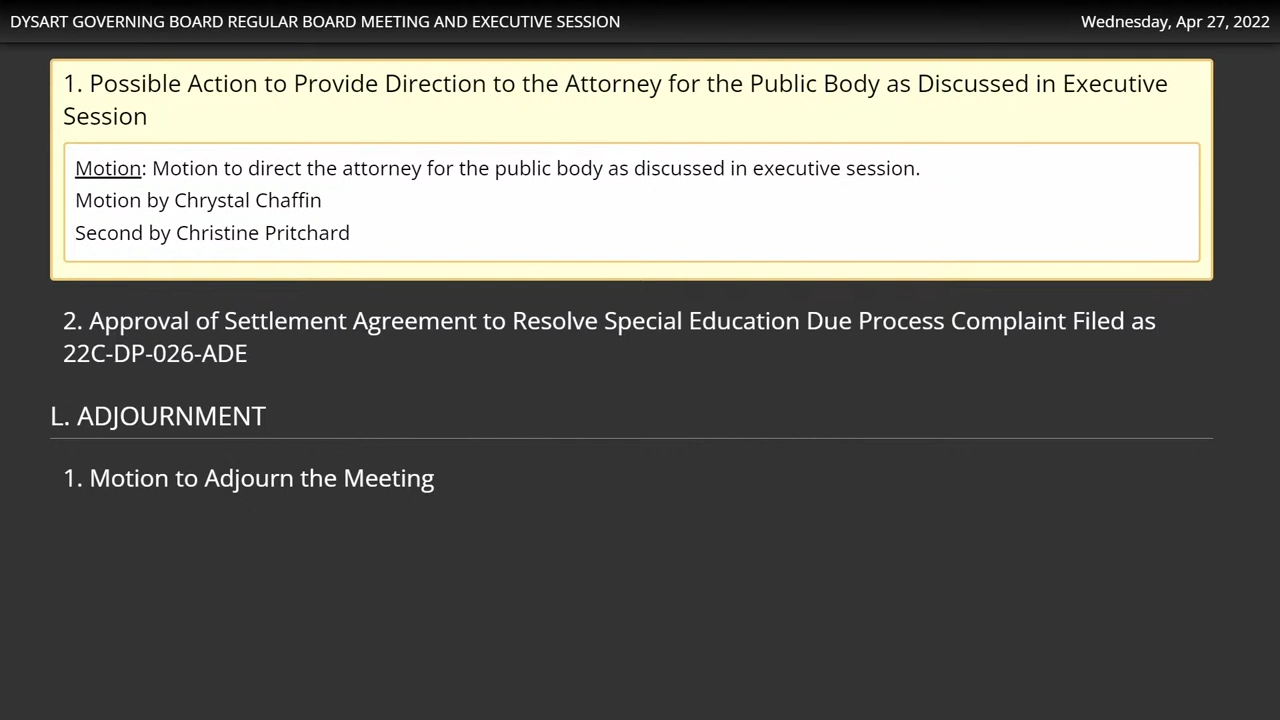 DYSART GOVERNING BOARD REGULAR BOARD MEETING AND EXECUTIVE SESSION
Wednesday, Apr 27, 2022
1. Possible Action to Provide Direction to the Attorney for the Public Body as Discussed in Executive
Session
Motion: Motion to direct the attorney for the public body as discussed in executive session.
Motion by Chrystal Chaffin
Second by Christine Pritchard
2. Approval of Settlement Agreement to Resolve Special Education Due Process Complaint Filed as
22C-DP-026-ADE
L. ADJOURNMENT
1. Motion to Adjourn the Meeting